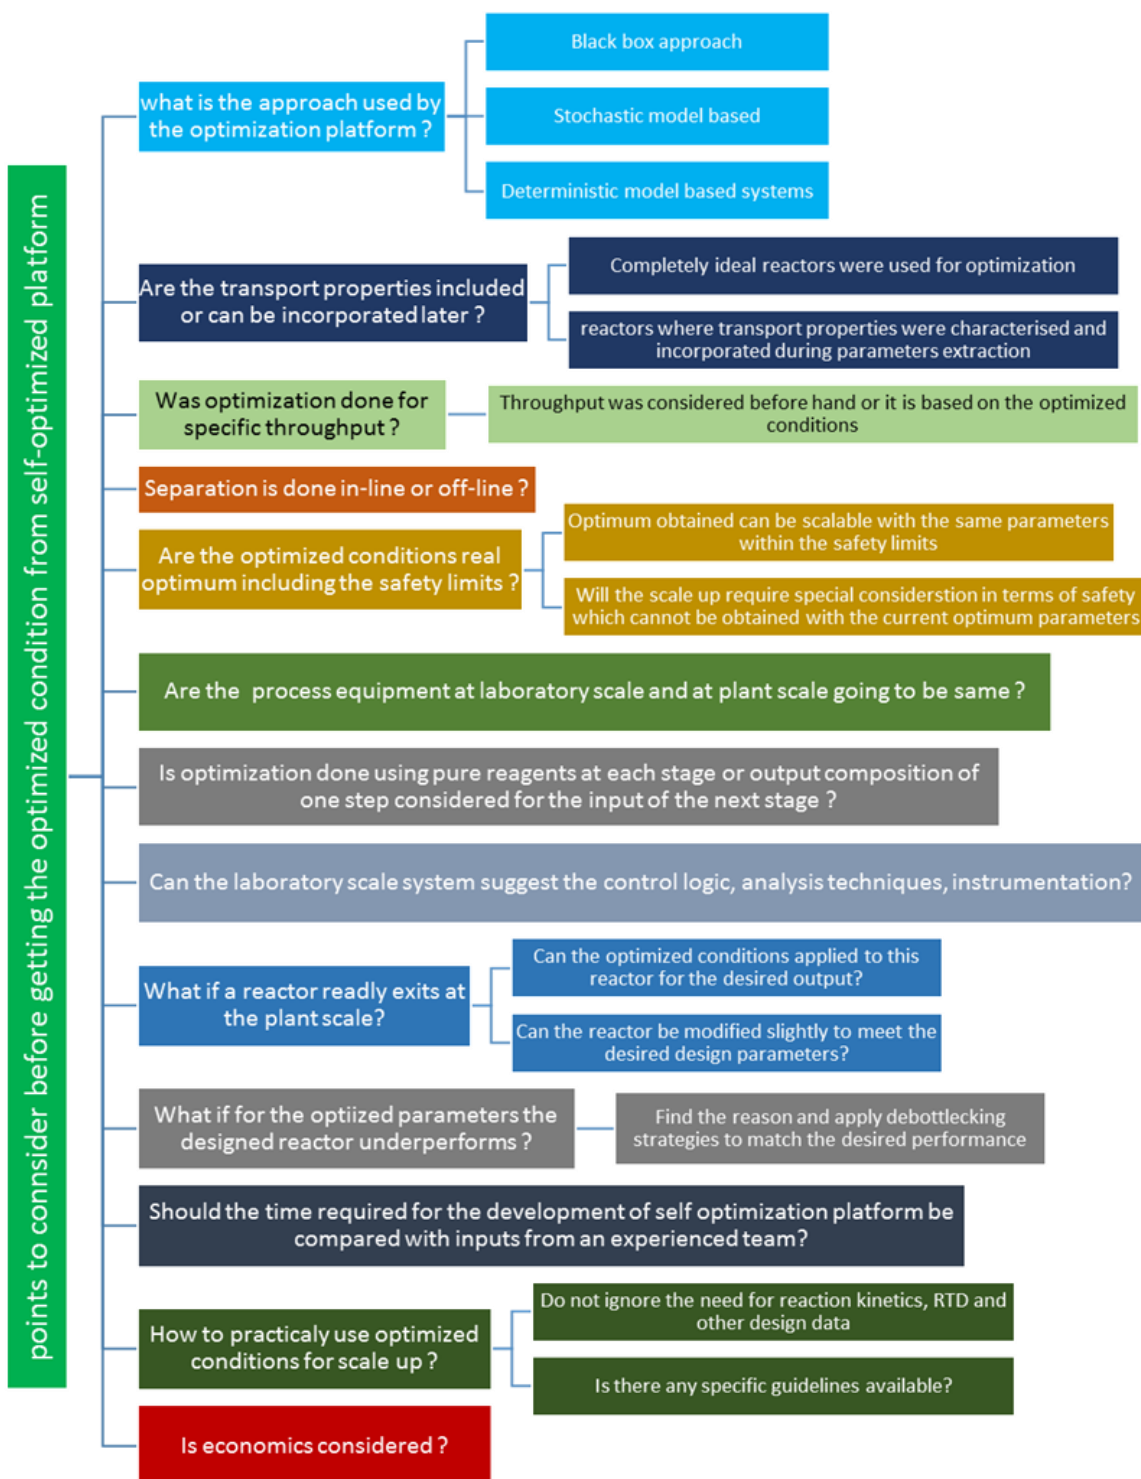 points to connsider before getting the optimized condition from self-optimized platform
what is the approach used by
the optimization platform ?
Black box approach
Stochastic model based
Deterministic model based systems
Are the transport properties included
or can be incorporated later ?
Completely ideal reactors were used for optimization
reactors where transport properties were characterised and
incorporated during parameters extraction
Was optimization done for
specific throughput ?
Throughput was considered before hand or it is based on the optimized
conditions
Separation is done in-line or off-line ?
Are the optimized conditions real
optimum including the safety limits ?
Optimum obtained can be scalable with the same parameters
within the safety limits
Will the scale up require special considerstion in terms of safety
which cannot be obtained with the current optimum parameters
Are the process equipment at laboratory scale and at plant scale going to be same ?
Is optimization done using pure reagents at each stage or output composition of
one step considered for the input of the next stage ?
Can the laboratory scale system suggest the control logic, analysis techniques, instrumentation?
What if a reactor readly exits at
the plant scale?
Can the optimized conditions applied to this
reactor for the desired output?
Can the reactor be modified slightly to meet the
desired design parameters?
What if for the optiized parameters the
designed reactor underperforms ?
Find the reason and apply debottlecking
strategies to match the desired performance
Should the time required for the development of self optimization platform be
compared with inputs from an experienced team?
How to practicaly use optimized
conditions for scale up ?
Do not ignore the need for reaction kinetics, RTD and
other design data
Is there any specific guidelines available?
Is economics considered ?